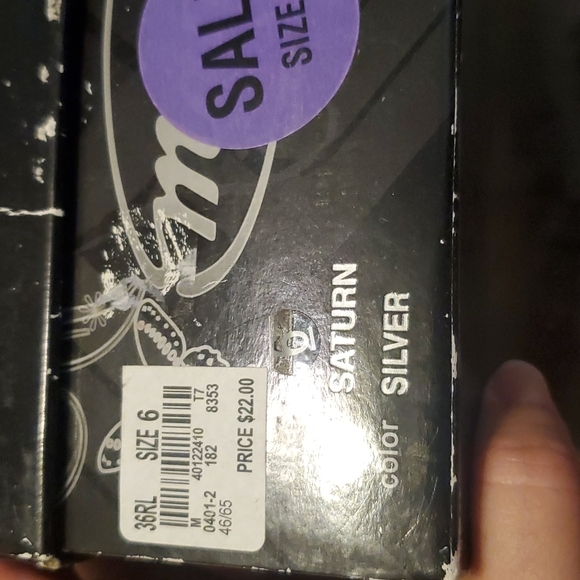 SAL
SIZE
m
6
SATURN
color SILVER
36RL SIZE 6
M 40122410 T7
0401-2 182 8353
46/65 PRICE $22.00